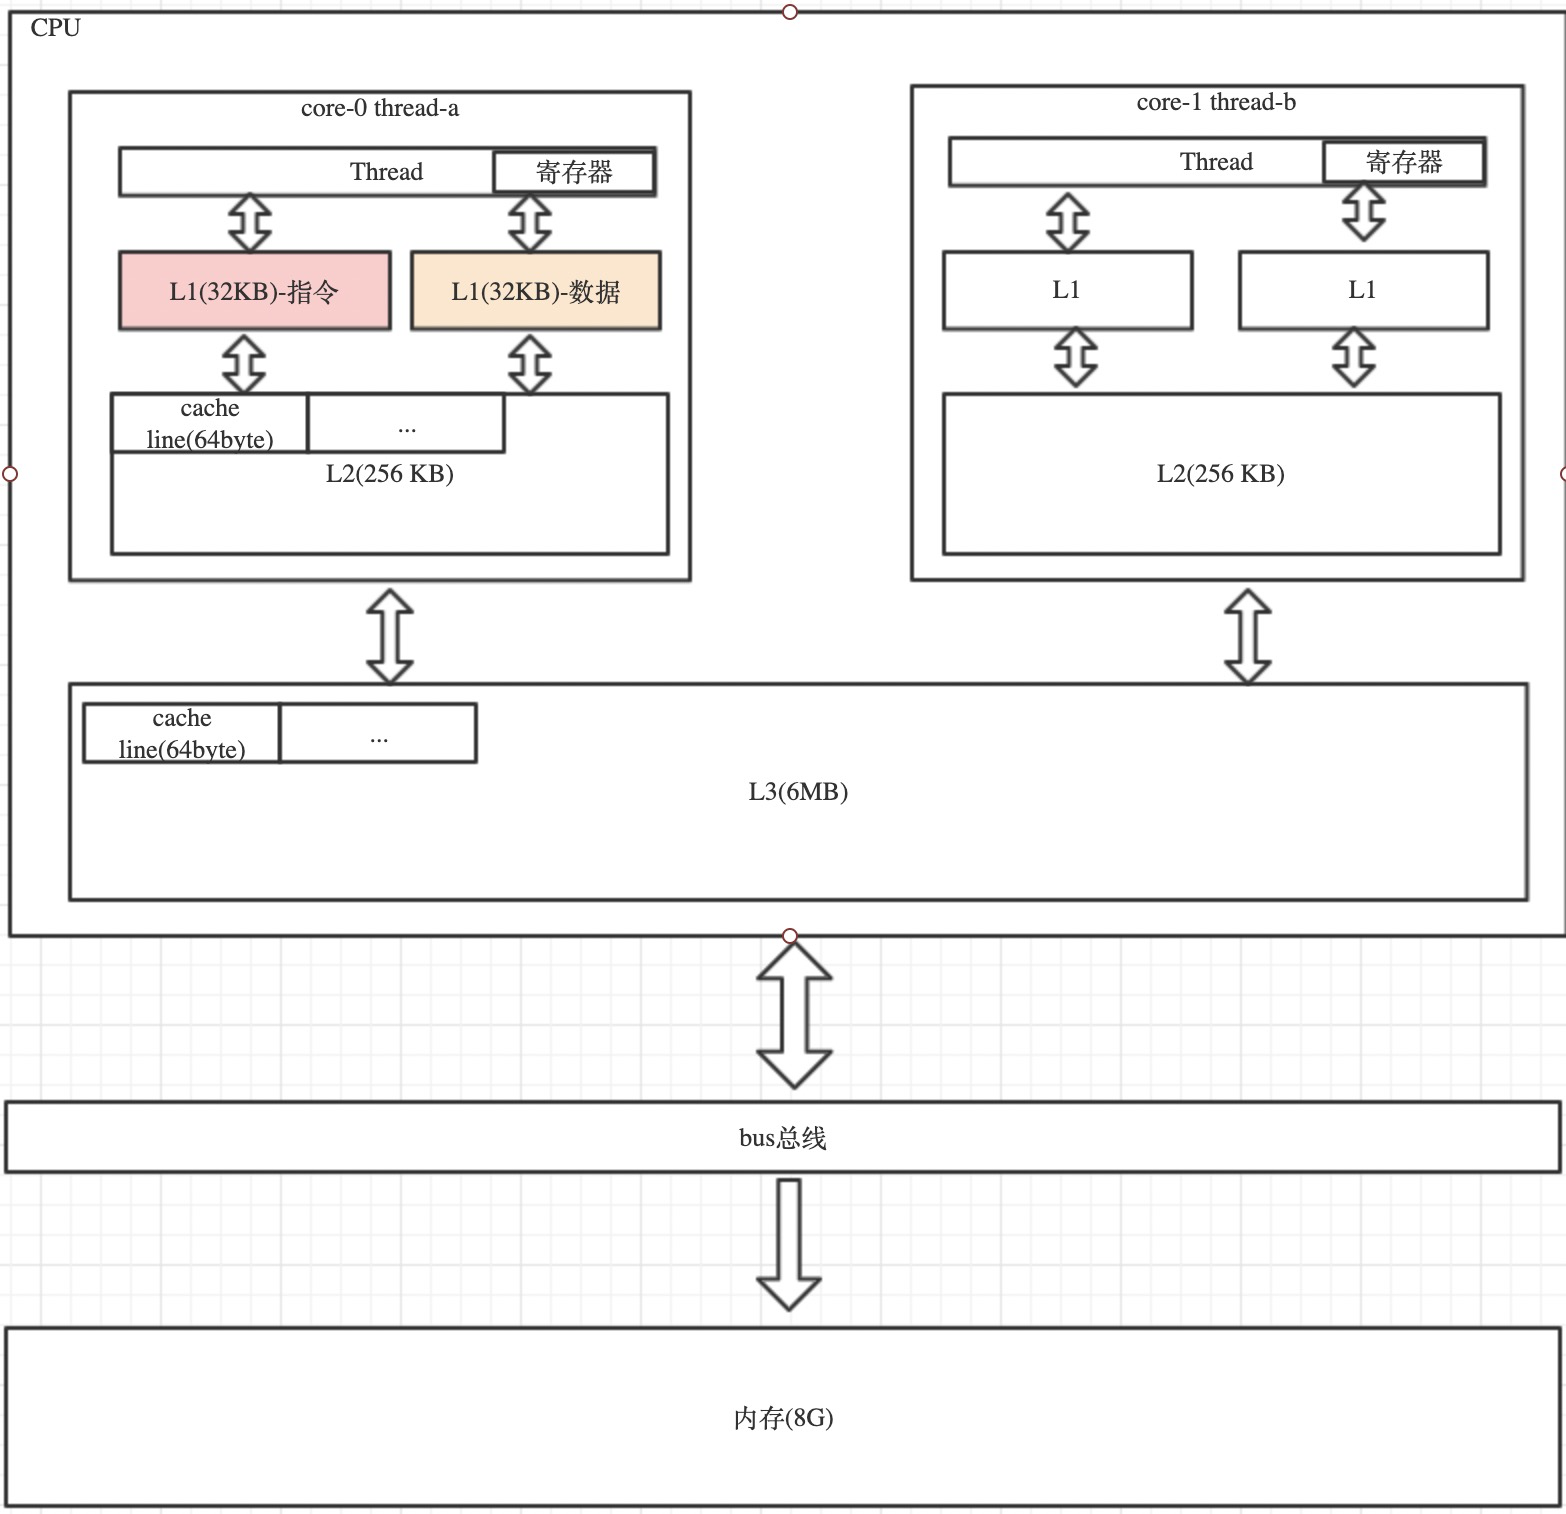 CPU
core-0 thread-a
Thread
寄存器
L1(32KB)-指令
L1(32KB)-数据
cache
line(64byte)
...
L2(256 KB)
core-1 thread-b
Thread
寄存器
L1
L1
L2(256 KB)
cache
line(64byte)
...
L3(6MB)
bus总线
内存(8G)